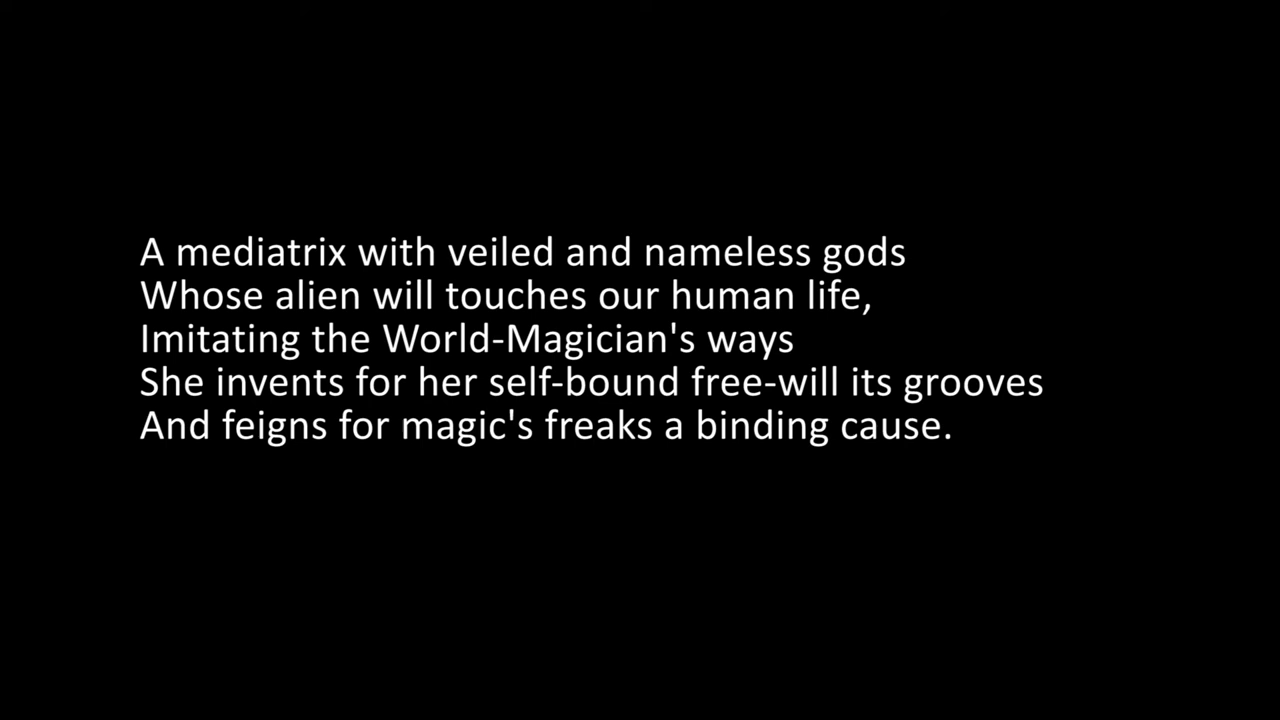 A mediatrix with veiled and nameless gods
Whose alien will touches our human life,
Imitating the World-Magician's ways
She invents for her self-bound free-will its grooves
And feigns for magic's freaks a binding cause.